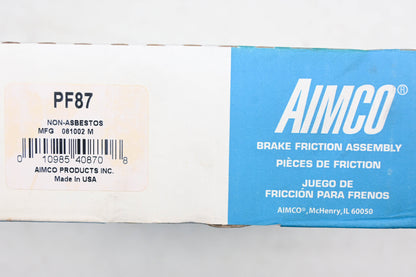 PF87
NON-ASBESTOS
MFG 081002 M
0 10985 40870 8
AIMCO PRODUCTS INC.
Made In USA
AIMCO®
BRAKE FRICTION ASSEMBLY
PIÈCES DE FRICTION
JUEGO DE
FRICCIÓN PARA FRENOS
AIMCO®, McHenry, IL 60050